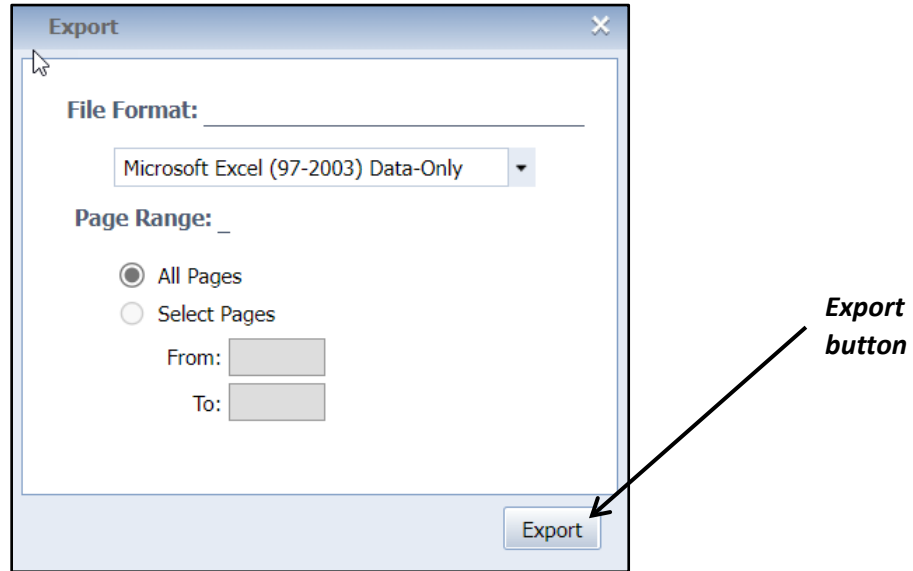 Export
File Format:
Microsoft Excel (97-2003) Data-Only
Page Range:
All Pages
Select Pages
From:
To:
Export
button
Export